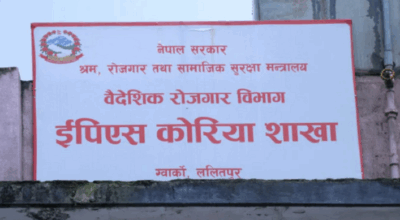 नेपाल सरकार
श्रम, रोजगार तथा सामाजिक सुरक्षा मन्त्रालय
वैदेशिक रोजगार विभाग
ईपिएस कोरिया शाखा
ग्वार्को, ललितपुर